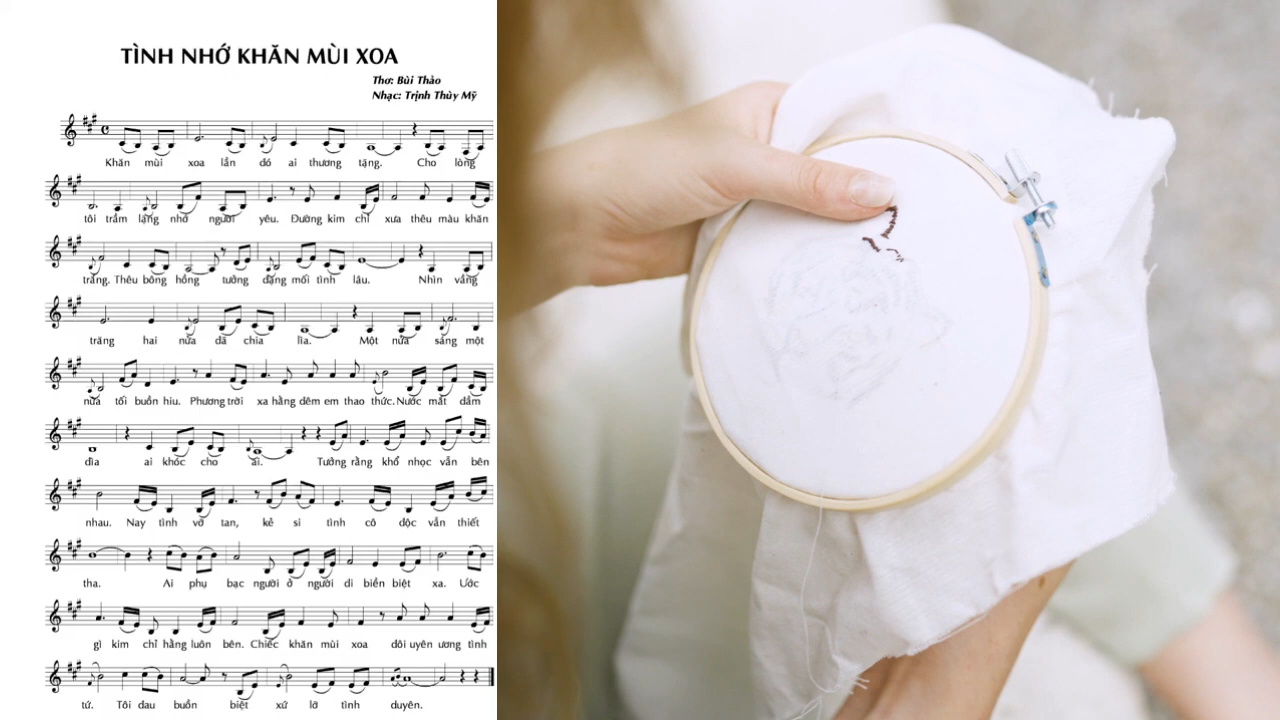 TÌNH NHỚ KHĂN MÙI XOA
Thơ: Bùi Thảo
Nhạc: Trịnh Thùy Mỹ
Khăn mùi xoa lần đó ai thương tặng. Cho lòng
tôi trầm lặng nhớ người yêu. Đường kim chỉ xưa thêu màu khăn
trắng. Thêu bông hồng tưởng dạng mối tình lâu. Nhìn vầng
trăng hai nửa đã chia lìa. Một nửa sáng một
nửa tối buồn hiu. Phương trời xa hằng đêm em thao thức. Nước mắt đầm
đìa ai khóc cho ai. Tưởng rằng khổ nhọc vẫn bên
nhau. Nay tình vỡ tan, kẻ si tình cô độc vẫn thiết
tha. Ai phụ bạc người ở người đi biền biệt xa. Ước
gì kim chỉ hằng luôn bên. Chiếc khăn mùi xoa đôi uyên ương tình
tứ. Tôi đau buồn biệt xứ lỡ tình duyên.